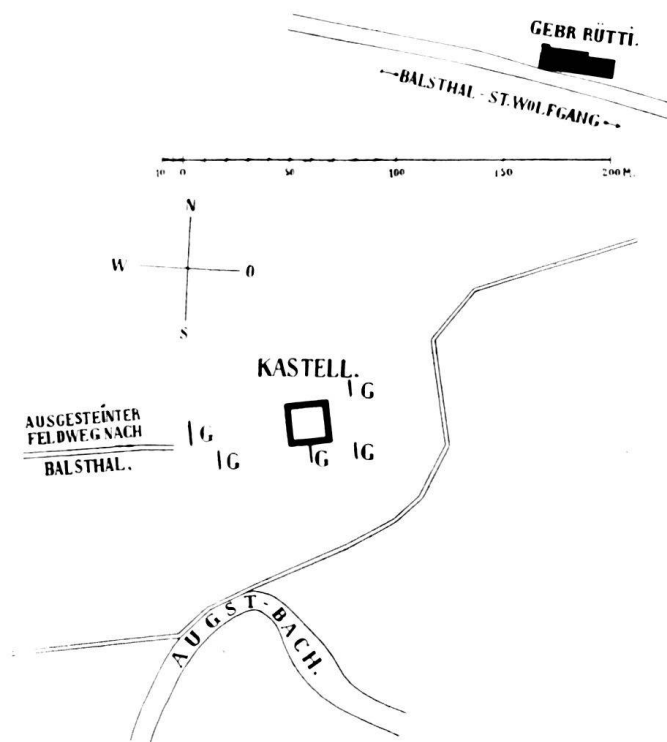 GEBR RÜTTI.
BALSTHAL - ST. WOLFGANG
10 0 50 100 150 200 M.
N
W O
S
KASTELL.
G
AUSGESTEINTER
FELDWEG NACH
BALSTHAL.
G
G
G
G
AUGST-BACH.